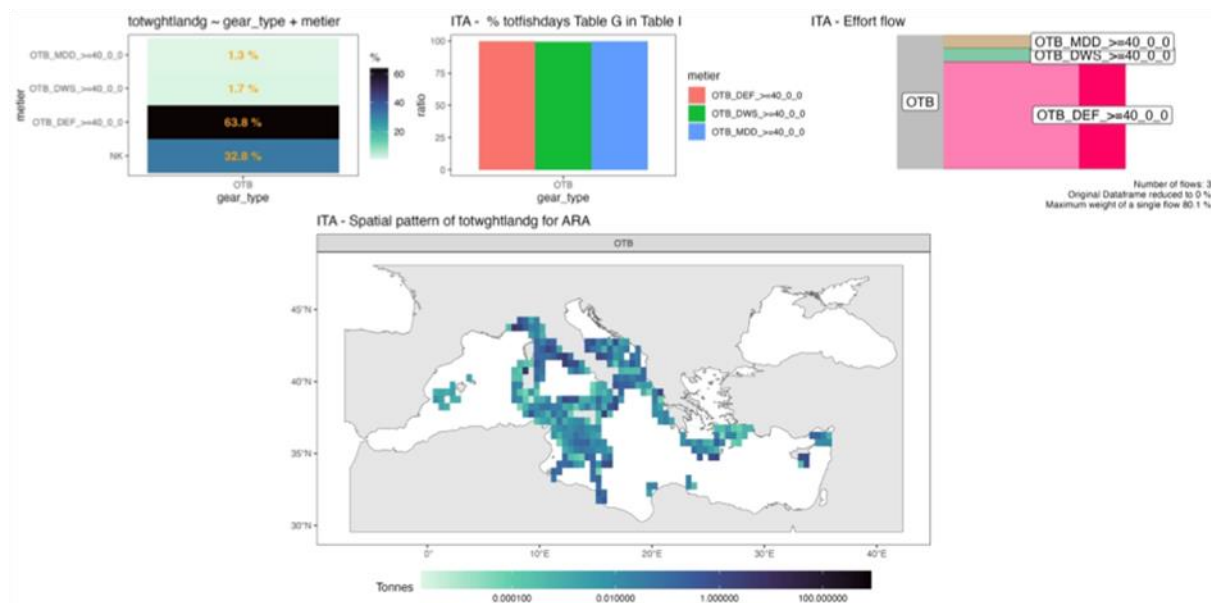 totwghtlandg ~ gear_type + metier
OTB_MDD_>=40_0_0
OTB_DWS_>=40_0_0
OTB_DEF_>=40_0_0
NK
metier
1.3 %
1.7 %
63.8 %
32.8 %
OTB
gear_type
%
60
40
20
ITA - % totfishdays Table G in Table I
100
75
50
25
0
ratio
OTB
gear_type
metier
OTB_DEF_>=40_0_0
OTB_DWS_>=40_0_0
OTB_MDD_>=40_0_0
ITA - Effort flow
OTB
OTB_MDD_>=40_0_0
OTB_DWS_>=40_0_0
OTB_DEF_>=40_0_0
Number of flows: 3
Original Dataframe reduced to 0 %
Maximum weight of a single flow 80.1 %
ITA - Spatial pattern of totwghtlandg for ARA
OTB
45°N
40°N
35°N
30°N
0°
10°E
20°E
30°E
40°E
Tonnes
0.000100
0.010000
1.000000
100.000000